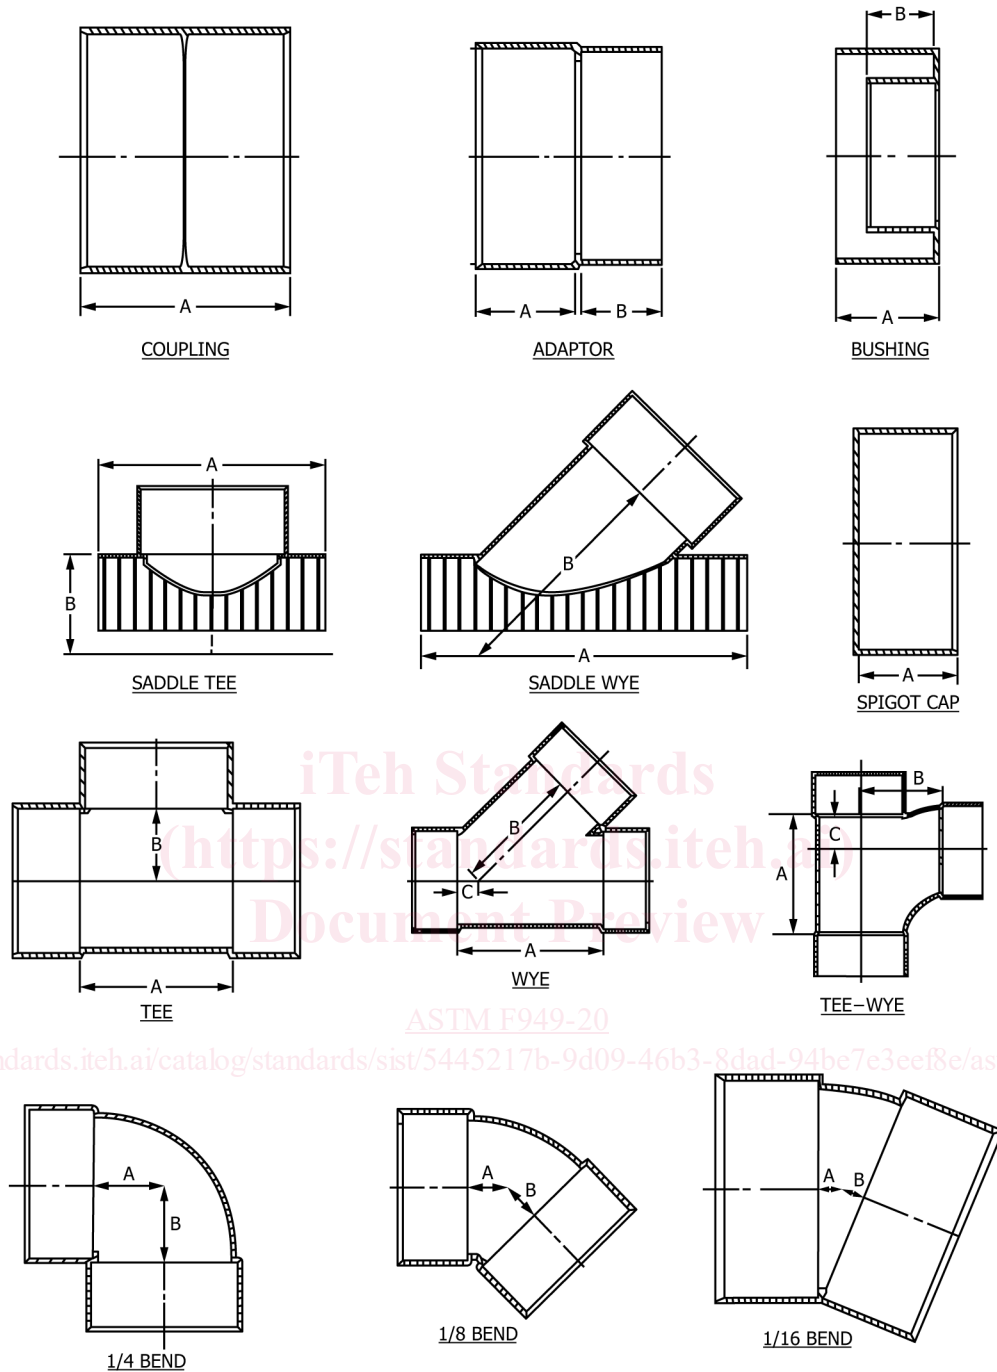 B
A
A
B
A
COUPLING
ADAPTOR
BUSHING
A
B
B
A
A
SADDLE TEE
SADDLE WYE
SPIGOT CAP
iTeh Standards
(https://standards.iteh.ai)
Document Preview
B
A
TEE
B
C
A
WYE
B
C
A
TEE-WYE
ASTM F949-20
ndards.iteh.ai/catalog/standards/sist/5445217b-9d09-46b3-8dad-94be7e3eef8e/as
A
B
A
B
A
B
1/4 BEND
1/8 BEND
1/16 BEND